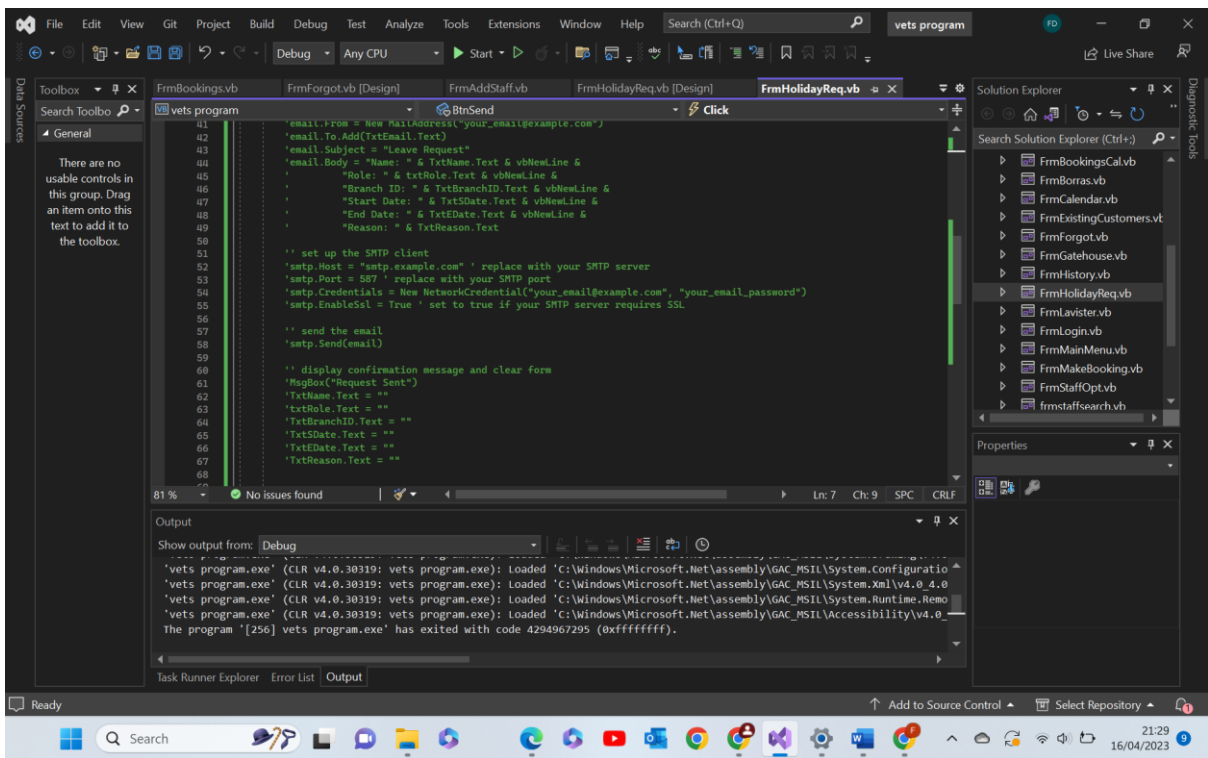 File Edit View Git Project Build Debug Test Analyze Tools Extensions Window Help Search (Ctrl+Q) vets program FD
Debug Any CPU Start Live Share
Data Sources
Toolbox
Search Toolbo
General
There are no
usable controls in
this group. Drag
an item onto this
text to add it to
the toolbox.
FrmBookings.vb FrmForgot.vb [Design] FrmAddStaff.vb FrmHolidayReq.vb [Design] FrmHolidayReq.vb
vets program BtnSend Click
41 'email.From = New MailAddress("your_email@example.com")
42 'email.To.Add(TxtEmail.Text)
43 'email.Subject = "Leave Request"
44 'email.Body = "Name: " & TxtName.Text & vbNewLine &
45 ' "Role: " & txtRole.Text & vbNewLine &
46 ' "Branch ID: " & TxtBranchID.Text & vbNewLine &
47 ' "Start Date: " & TxtSDate.Text & vbNewLine &
48 ' "End Date: " & TxtEDate.Text & vbNewLine &
49 ' "Reason: " & TxtReason.Text
50
51 '' set up the SMTP client
52 'smtp.Host = "smtp.example.com" ' replace with your SMTP server
53 'smtp.Port = 587 ' replace with your SMTP port
54 'smtp.Credentials = New NetworkCredential("your_email@example.com", "your_email_password")
55 'smtp.EnableSsl = True ' set to true if your SMTP server requires SSL
56
57 '' send the email
58 'smtp.Send(email)
59
60 '' display confirmation message and clear form
61 'MsgBox("Request Sent")
62 'TxtName.Text = ""
63 'txtRole.Text = ""
64 'TxtBranchID.Text = ""
65 'TxtSDate.Text = ""
66 'TxtEDate.Text = ""
67 'TxtReason.Text = ""
68
81 % No issues found Ln: 7 Ch: 9 SPC CRLF
Output
Show output from: Debug
'vets program.exe' (CLR v4.0.30319: vets program.exe): Loaded 'C:\Windows\Microsoft.Net\assembly\GAC_MSIL\System.Configuratio
'vets program.exe' (CLR v4.0.30319: vets program.exe): Loaded 'C:\Windows\Microsoft.Net\assembly\GAC_MSIL\System.Xml\v4.0_4.0
'vets program.exe' (CLR v4.0.30319: vets program.exe): Loaded 'C:\Windows\Microsoft.Net\assembly\GAC_MSIL\System.Runtime.Remo
'vets program.exe' (CLR v4.0.30319: vets program.exe): Loaded 'C:\Windows\Microsoft.Net\assembly\GAC_MSIL\Accessibility\v4.0_
The program '[256] vets program.exe' has exited with code 4294967295 (0xffffffff).
Task Runner Explorer Error List Output
Solution Explorer
Search Solution Explorer (Ctrl+;)
FrmBookingsCal.vb
FrmBorras.vb
FrmCalendar.vb
FrmExistingCustomers.vb
FrmForgot.vb
FrmGatehouse.vb
FrmHistory.vb
FrmHolidayReq.vb
FrmLavister.vb
FrmLogin.vb
FrmMainMenu.vb
FrmMakeBooking.vb
FrmStaffOpt.vb
frmstaffsearch.vb
Properties
Diagnostic Tools
Ready Add to Source Control Select Repository 1
Search 21:29
16/04/2023 9